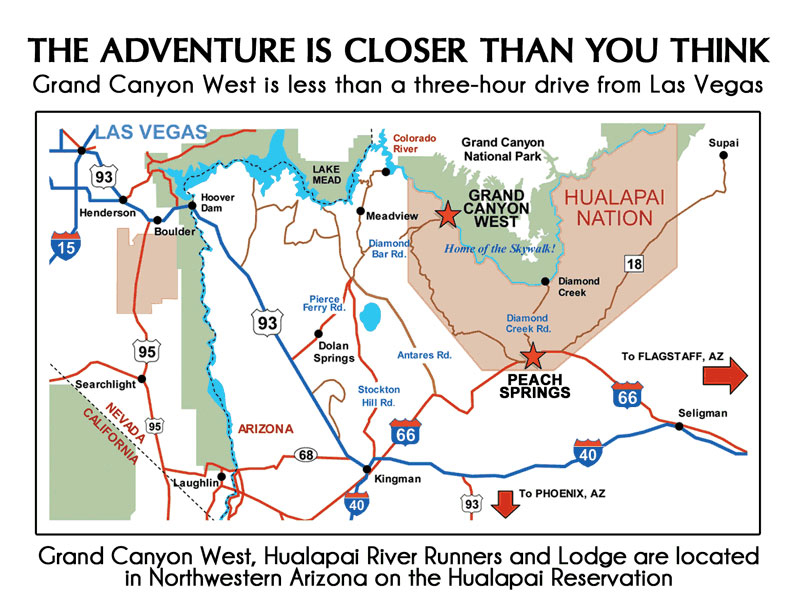 THE ADVENTURE IS CLOSER THAN YOU THINK
Grand Canyon West is less than a three-hour drive from Las Vegas
LAS VEGAS
93
Henderson
Boulder
Hoover
Dam
15
LAKE
MEAD
Colorado
River
Grand Canyon
National Park
Supai
Meadview
GRAND
CANYON
WEST
HUALAPAI
NATION
Diamond
Bar Rd.
Home of the Skywalk!
18
Diamond
Creek
Pierce
Ferry Rd.
93
Diamond
Creek Rd.
95
Dolan
Springs
Antares Rd.
To FLAGSTAFF, AZ
Searchlight
PEACH
SPRINGS
Stockton
Hill Rd.
66
NEVADA
CALIFORNIA
95
ARIZONA
66
Seligman
68
40
Laughlin
Kingman
40
93
To PHOENIX, AZ
Grand Canyon West, Hualapai River Runners and Lodge are located
in Northwestern Arizona on the Hualapai Reservation